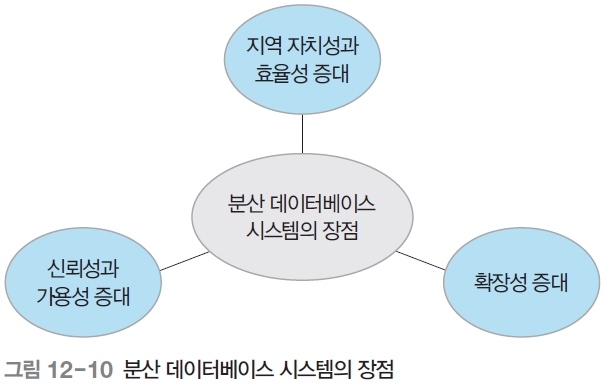 지역 자치성과
효율성 증대
분산 데이터베이스
시스템의 장점
신뢰성과
가용성 증대
확장성 증대
그림 12-10 분산 데이터베이스 시스템의 장점